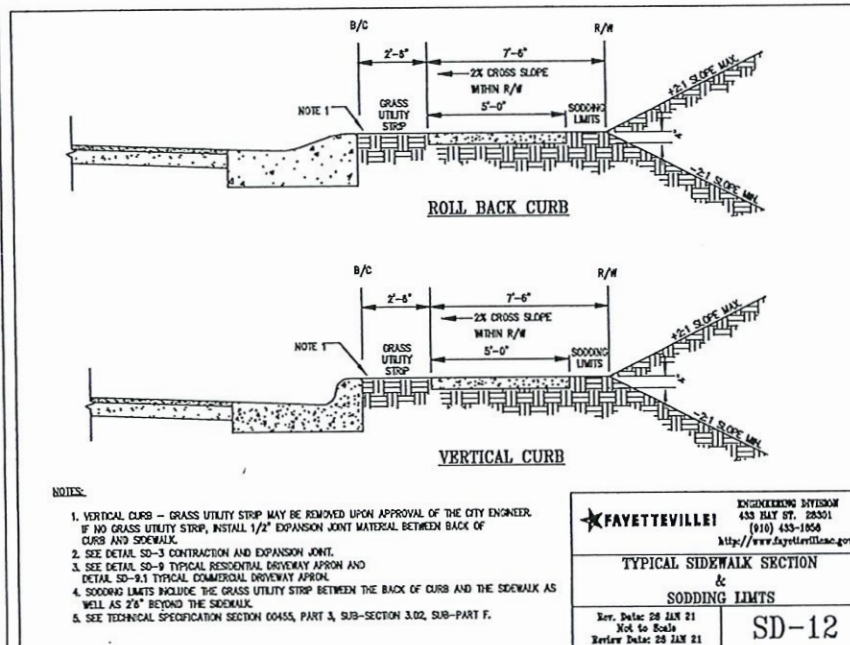 B/C
R/W
2'-6"
7'-6"
2% CROSS SLOPE
WITHIN R/W
NOTE 1
GRASS
UTILITY
STRIP
5'-0"
SODDING
LIMITS
+2:1 SLOPE MAX.
4"
-2:1 SLOPE MIN.
ROLL BACK CURB
B/C
R/W
2'-6"
7'-6"
2% CROSS SLOPE
WITHIN R/W
NOTE 1
GRASS
UTILITY
STRIP
5'-0"
SODDING
LIMITS
+2:1 SLOPE MAX.
4"
-2:1 SLOPE MIN.
VERTICAL CURB
NOTES:
1. VERTICAL CURB - GRASS UTILITY STRIP MAY BE REMOVED UPON APPROVAL OF THE CITY ENGINEER.
IF NO GRASS UTILITY STRIP, INSTALL 1/2" EXPANSION JOINT MATERIAL BETWEEN BACK OF
CURB AND SIDEWALK.
2. SEE DETAIL SD-3 CONTRACTION AND EXPANSION JOINT.
3. SEE DETAIL SD-9 TYPICAL RESIDENTIAL DRIVEWAY APRON AND
DETAIL SD-9.1 TYPICAL COMMERCIAL DRIVEWAY APRON.
4. SODDING LIMITS INCLUDE THE GRASS UTILITY STRIP BETWEEN THE BACK OF CURB AND THE SIDEWALK AS
WELL AS 2'6" BEYOND THE SIDEWALK.
5. SEE TECHNICAL SPECIFICATION SECTION 00455, PART 3, SUB-SECTION 3.02, SUB-PART F.
FAYETTEVILLE!
ENGINEERING DIVISION
433 HAY ST. 28301
(910) 433-1656
http://www.fayettevillenc.gov
TYPICAL SIDEWALK SECTION
&
SODDING LIMTS
Rev. Date: 28 JAN 21
Not to Scale
Review Date: 28 JAN 21
SD-12